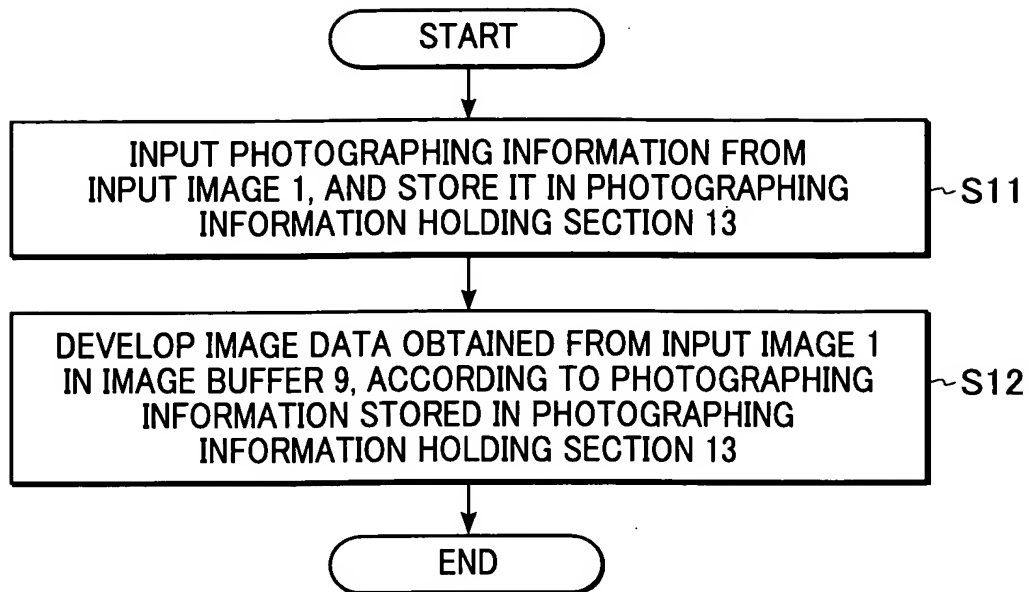 START
INPUT PHOTOGRAPHING INFORMATION FROM
INPUT IMAGE 1, AND STORE IT IN PHOTOGRAPHING
INFORMATION HOLDING SECTION 13
S11
DEVELOP IMAGE DATA OBTAINED FROM INPUT IMAGE 1
IN IMAGE BUFFER 9, ACCORDING TO PHOTOGRAPHING
INFORMATION STORED IN PHOTOGRAPHING
INFORMATION HOLDING SECTION 13
S12
END